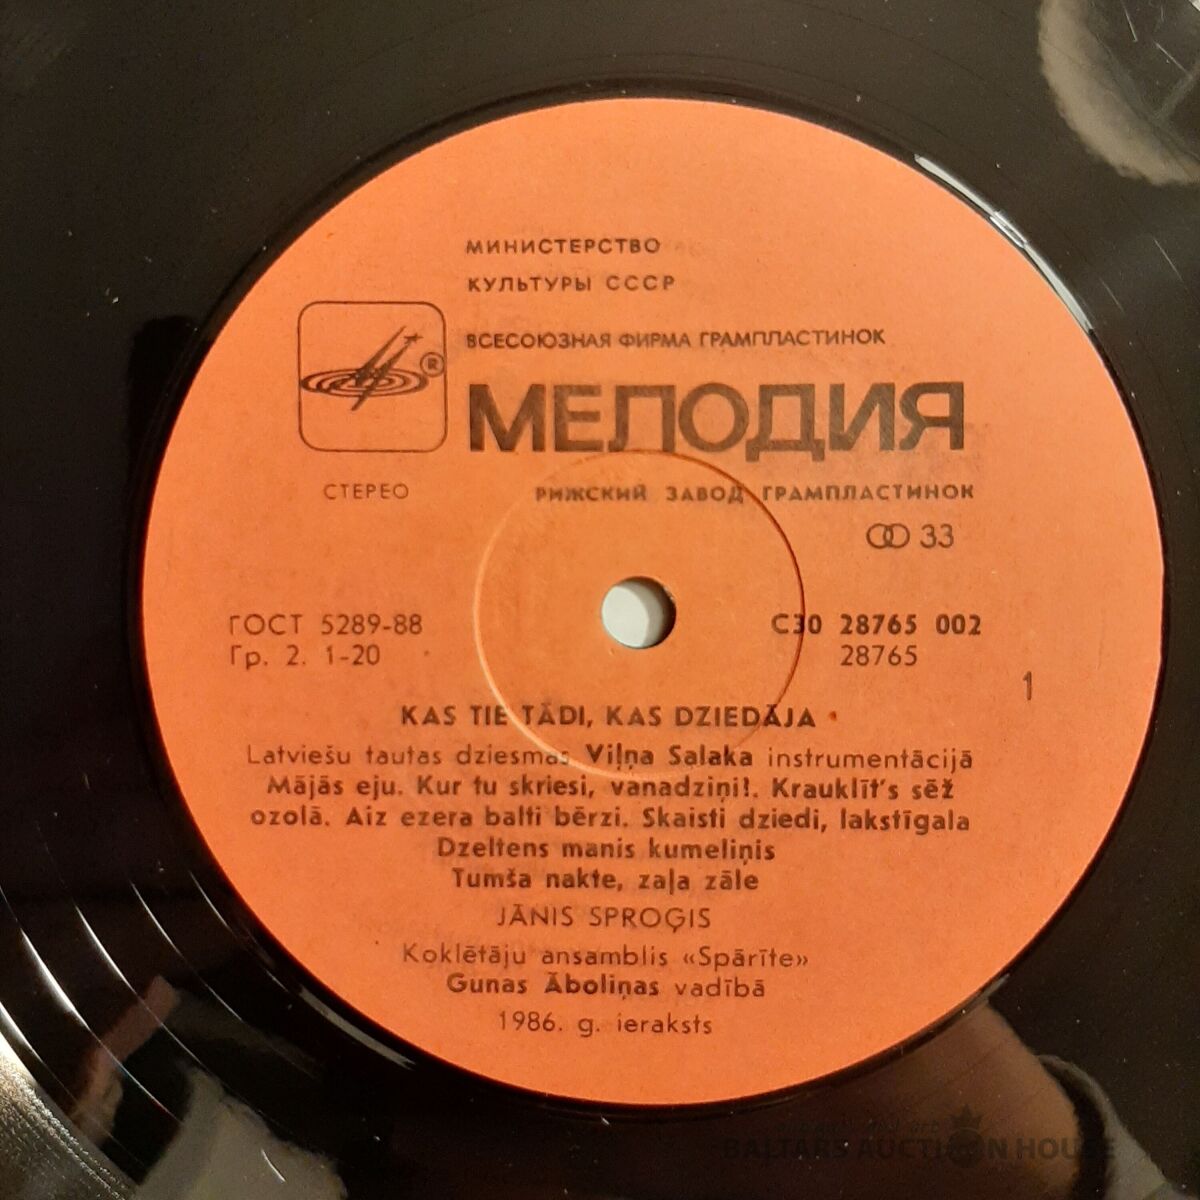 МИНИСТЕРСТВО
КУЛЬТУРЫ СССР
ВСЕСОЮЗНАЯ ФИРМА ГРАМПЛАСТИНОК
®
МЕЛОДИЯ
СТЕРЕО
РИЖСКИЙ ЗАВОД ГРАМПЛАСТИНОК
33
ГОСТ 5289-88
Гр. 2. 1-20
С30 28765 002
28765
1
KAS TIE TĀDI, KAS DZIEDĀJA
Latviešu tautas dziesmas Viļņa Salaka instrumentācijā
Mājās eju. Kur tu skriesi, vanadziņi!. Krauklīt's sēž
ozolā. Aiz ezera balti bērzi. Skaisti dziedi, lakstīgala
Dzeltens manis kumeliņis
Tumša nakte, zaļa zāle
JĀNIS SPROĢIS
Koklētāju ansamblis «Spārīte»
Gunas Āboliņas vadībā
1986. g. ieraksts
BALTARS AUCTION HOUSE